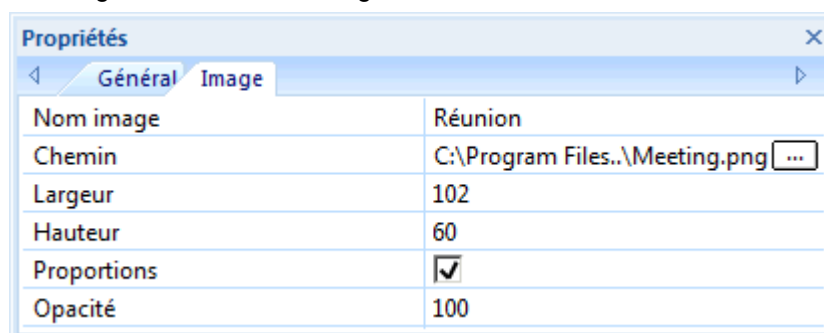 Propriétés
Général Image
Nom image Réunion
Chemin C:\Program Files..\Meeting.png ...
Largeur 102
Hauteur 60
Proportions
Opacité 100